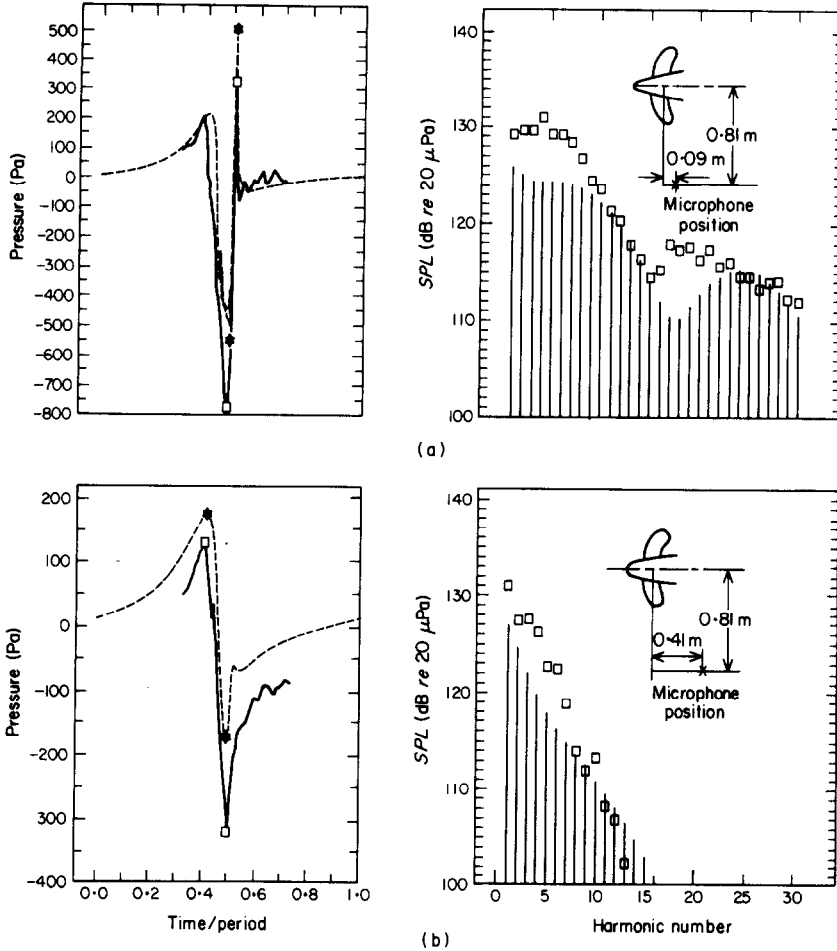 500
400
300
200
100
0
-100
-200
-300
-400
-500
-600
-700
-800
Pressure (Pa)
140
130
120
110
100
SPL (dB re 20 μPa)
0·81 m
0·09 m
Microphone
position
(a)
200
100
0
-100
-200
300
-400
Pressure (Pa)
0·0 0·2 0·4 0·6 0·8 1·0
Time/period
140
130
120
110
100
SPL (dB re 20 μPa)
0·81 m
0·41 m
Microphone
position
0 5 10 15 20 25 30
Harmonic number
(b)